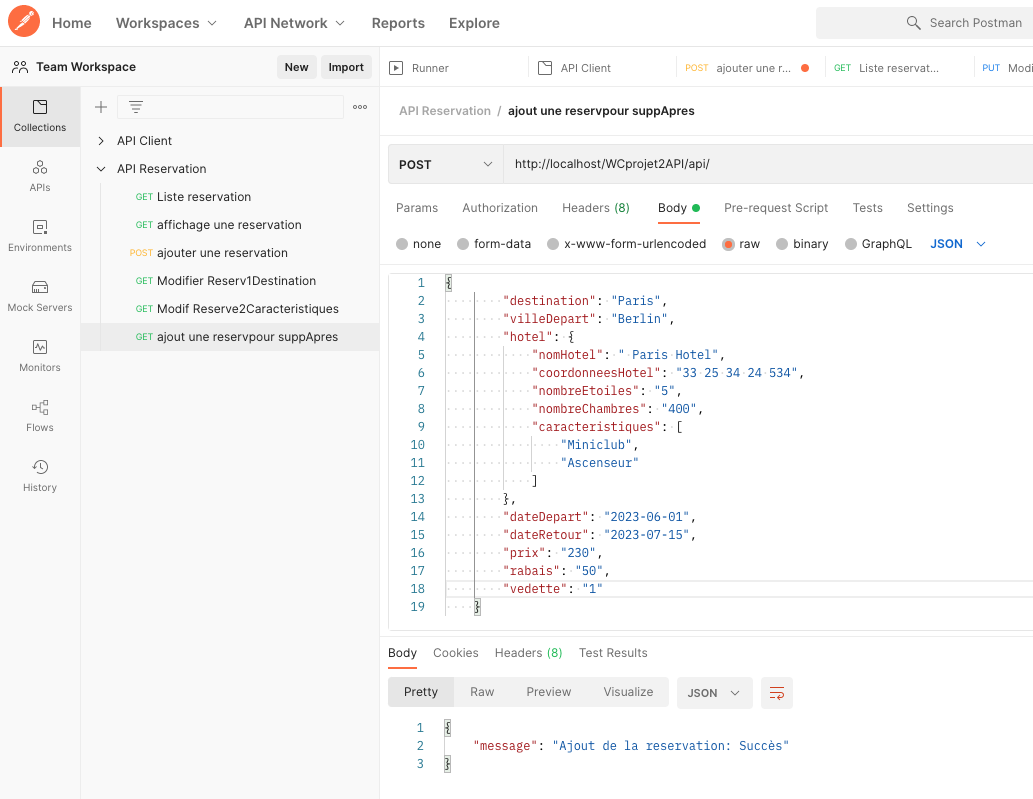 Home Workspaces API Network Reports Explore Search Postman
Team Workspace New Import
Runner API Client POST ajouter une r... GET Liste reservat... PUT Modi
Collections
APIs
Environments
Mock Servers
Monitors
Flows
History
API Client
API Reservation
GET Liste reservation
GET affichage une reservation
POST ajouter une reservation
GET Modifier Reserv1Destination
GET Modif Reserve2Caracteristiques
GET ajout une reservpour suppApres
API Reservation / ajout une reservpour suppApres
POST http://localhost/WCprojet2API/api/
Params Authorization Headers (8) Body Pre-request Script Tests Settings
none form-data x-www-form-urlencoded raw binary GraphQL JSON
1 {
2 "destination": "Paris",
3 "villeDepart": "Berlin",
4 "hotel": {
5 "nomHotel": " Paris Hotel",
6 "coordonneesHotel": "33 25 34 24 534",
7 "nombreEtoiles": "5",
8 "nombreChambres": "400",
9 "caracteristiques": [
10 "Miniclub",
11 "Ascenseur"
12 ]
13 },
14 "dateDepart": "2023-06-01",
15 "dateRetour": "2023-07-15",
16 "prix": "230",
17 "rabais": "50",
18 "vedette": "1"
19 }
Body Cookies Headers (8) Test Results
Pretty Raw Preview Visualize JSON
1 {
2 "message": "Ajout de la reservation: Succès"
3 }